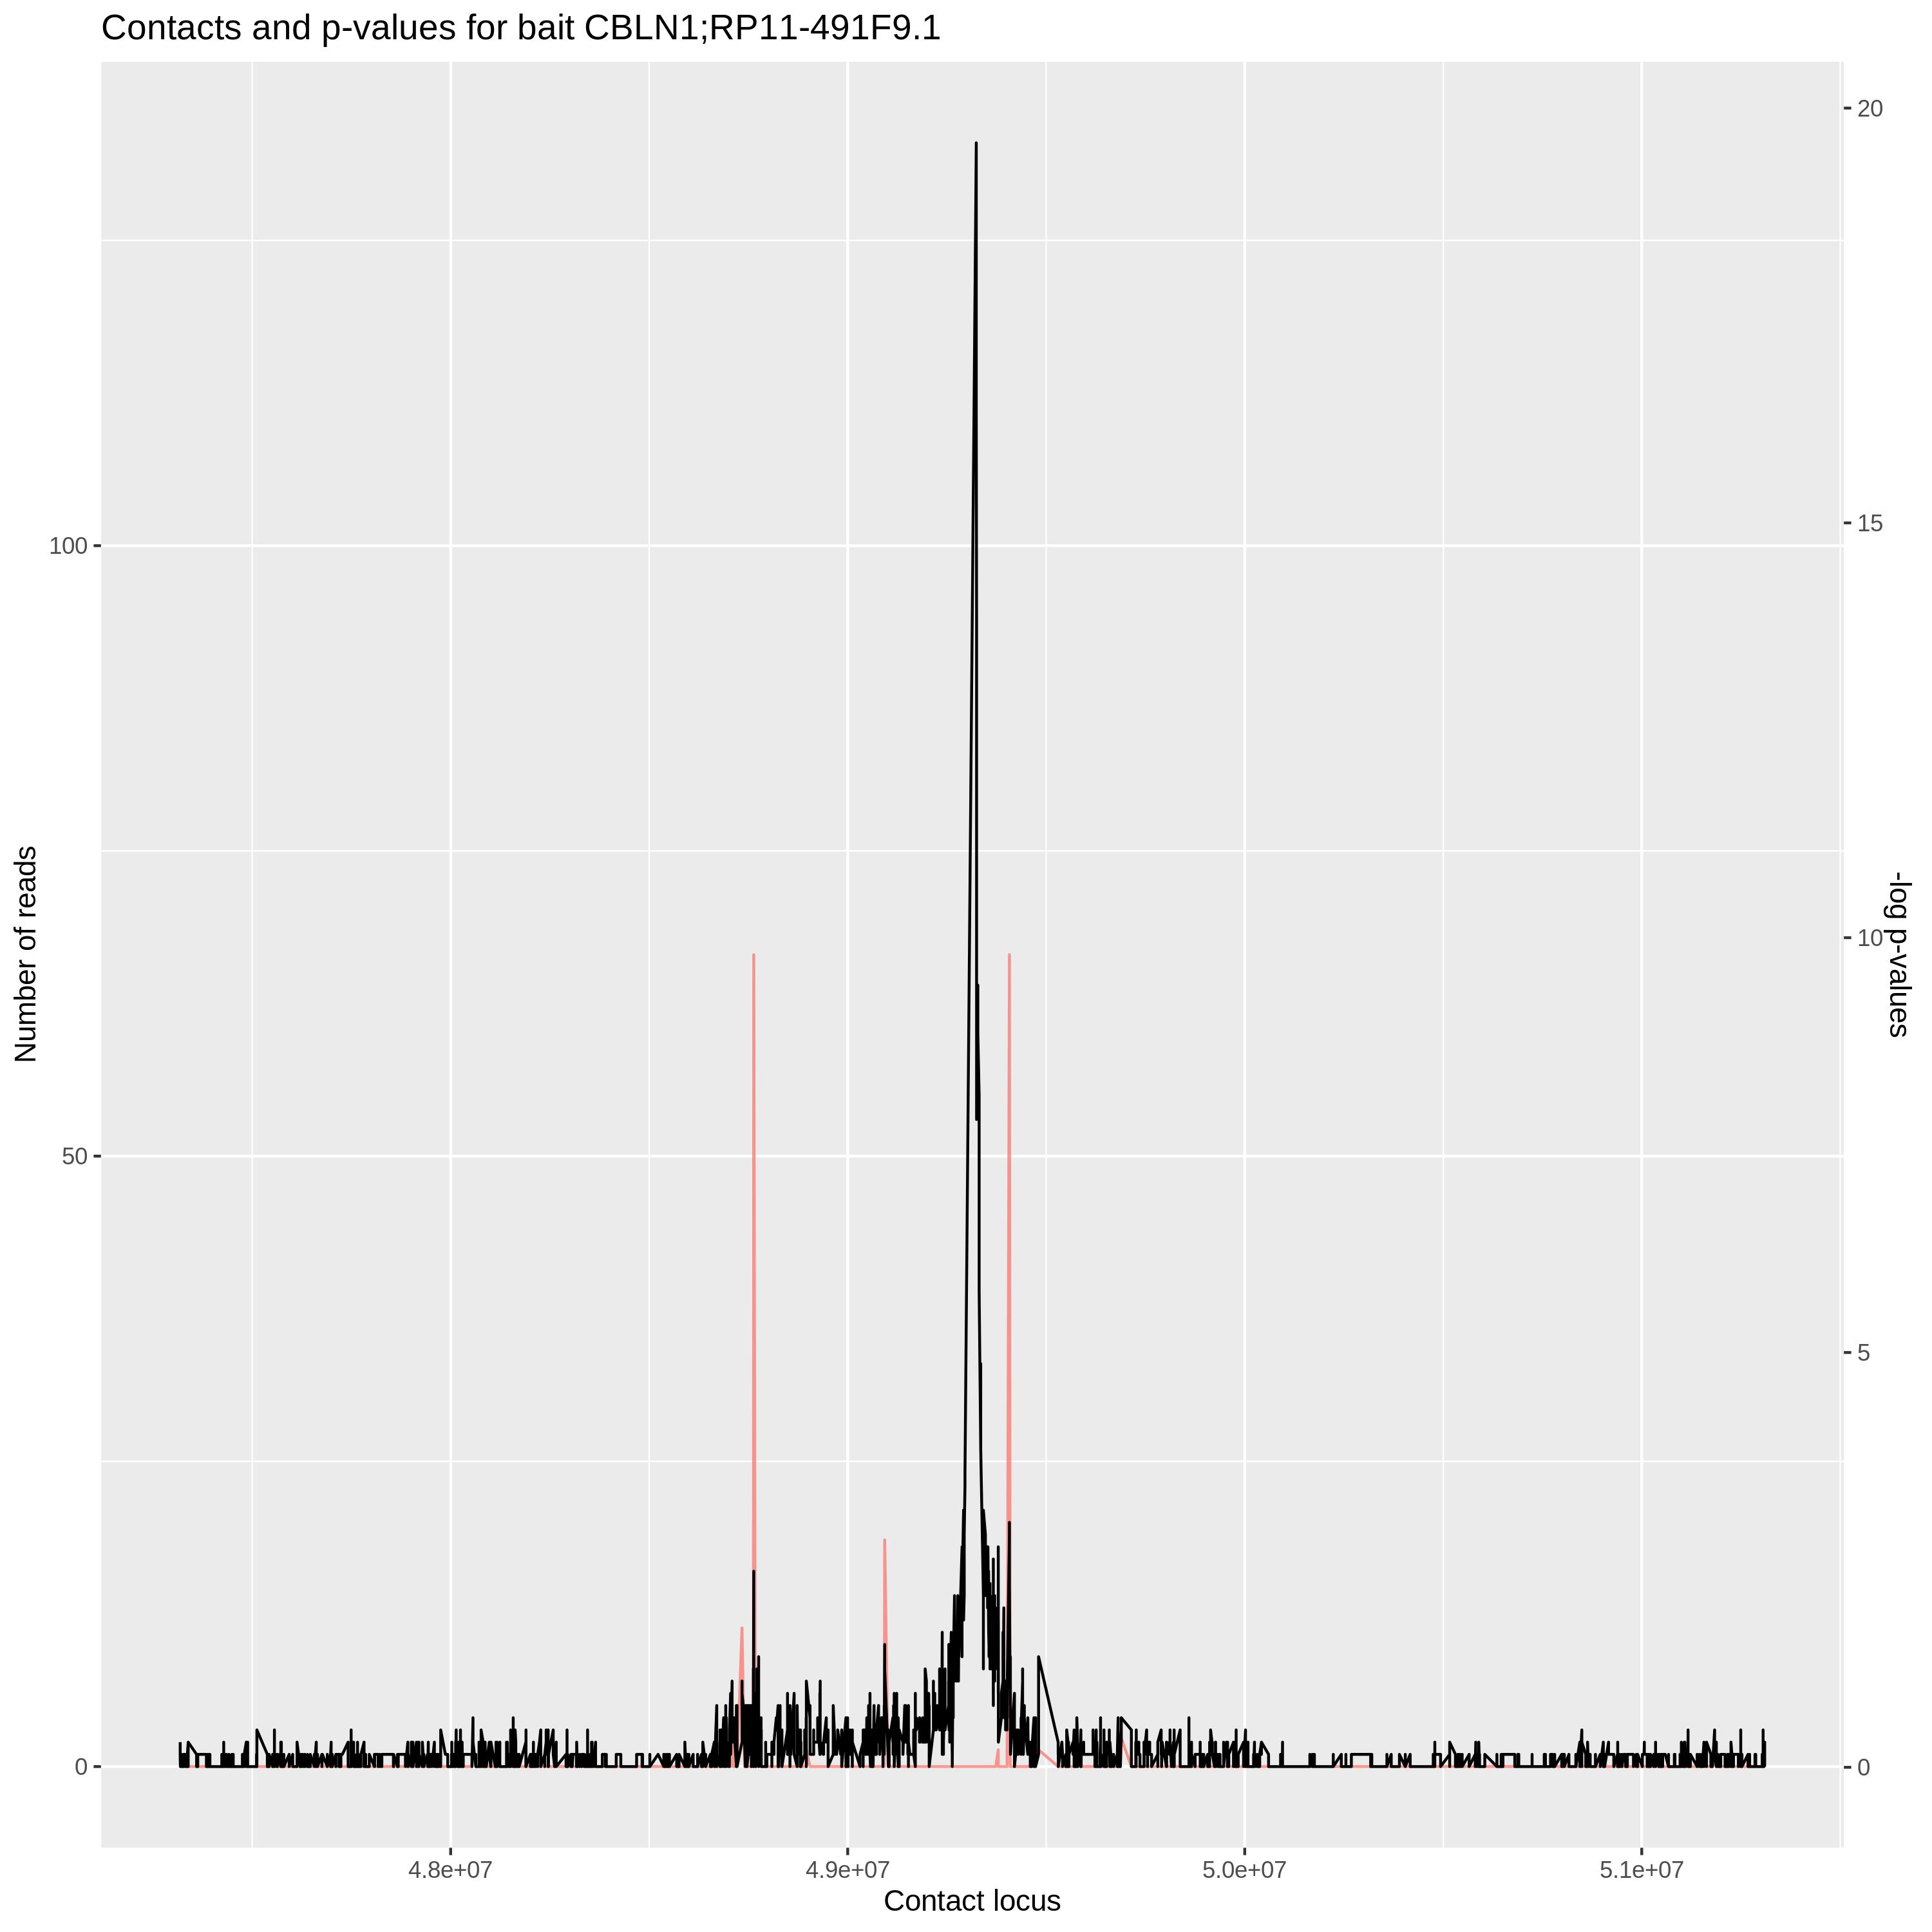 Contacts and p-values for bait CBLN1;RP11-491F9.1
Number of reads
100
50
0
20
15
10
5
0
-log p-values
4.8e+07 4.9e+07 5.0e+07 5.1e+07
Contact locus